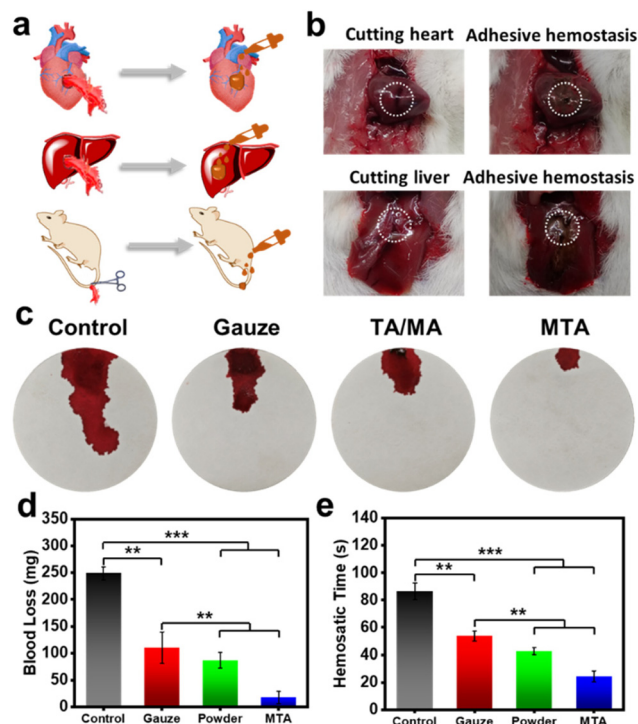 a
b
Cutting heart Adhesive hemostasis
Cutting liver Adhesive hemostasis
c
Control Gauze TA/MA MTA
d
Blood Loss (mg)
350
300
250
200
150
100
50
0
***
**
**
Control Gauze Powder MTA
e
Hemosatic Time (s)
140
120
100
80
60
40
20
0
***
**
**
Control Gauze Powder MTA